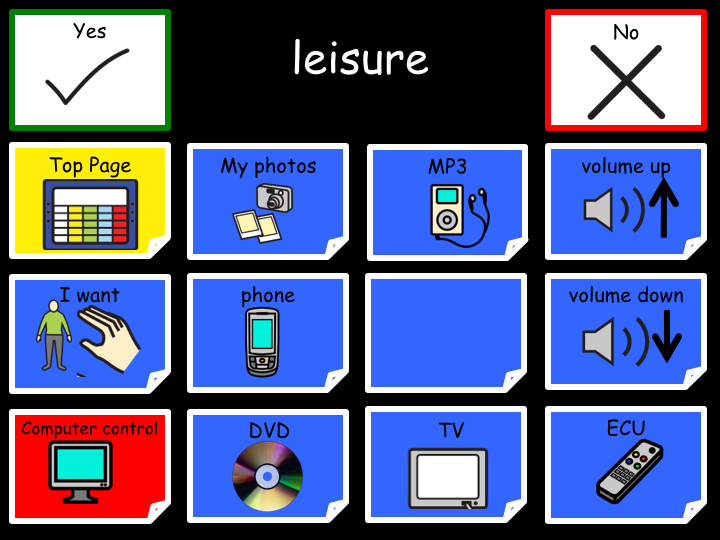 Yes
leisure
No
Top Page
My photos
MP3
volume up
I want
phone
volume down
Computer control
DVD
TV
ECU